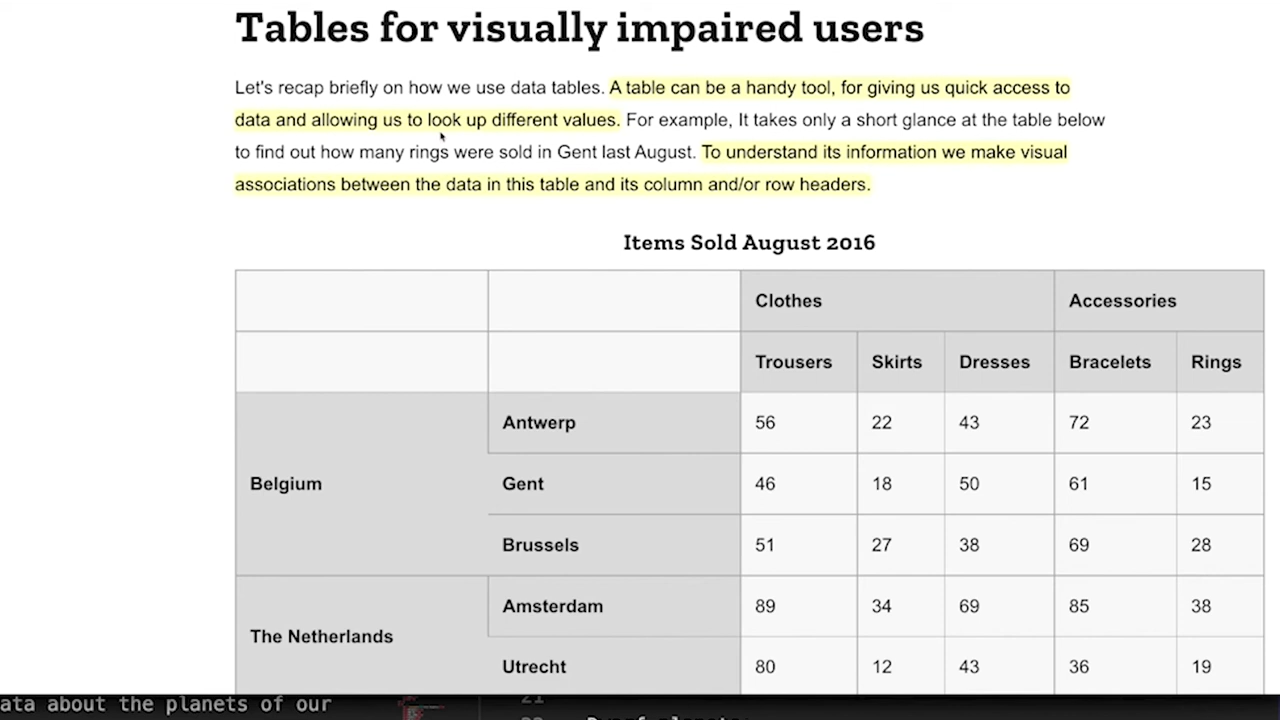 Tables for visually impaired users
Let's recap briefly on how we use data tables. A table can be a handy tool, for giving us quick access to
data and allowing us to look up different values. For example, It takes only a short glance at the table below
to find out how many rings were sold in Gent last August. To understand its information we make visual
associations between the data in this table and its column and/or row headers.
Items Sold August 2016
Clothes Accessories
Trousers Skirts Dresses Bracelets Rings
Antwerp 56 22 43 72 23
Belgium Gent 46 18 50 61 15
Brussels 51 27 38 69 28
Amsterdam 89 34 69 85 38
The Netherlands
Utrecht 80 12 43 36 19
ata about the planets of our